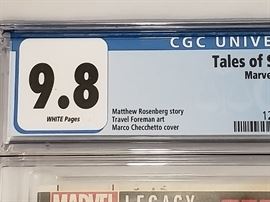 CGC UNIVE
Tales of S
Marve
9.8
WHITE Pages
Matthew Rosenberg story
Travel Foreman art
Marco Checchetto cover
12
MARVEL LEGACY